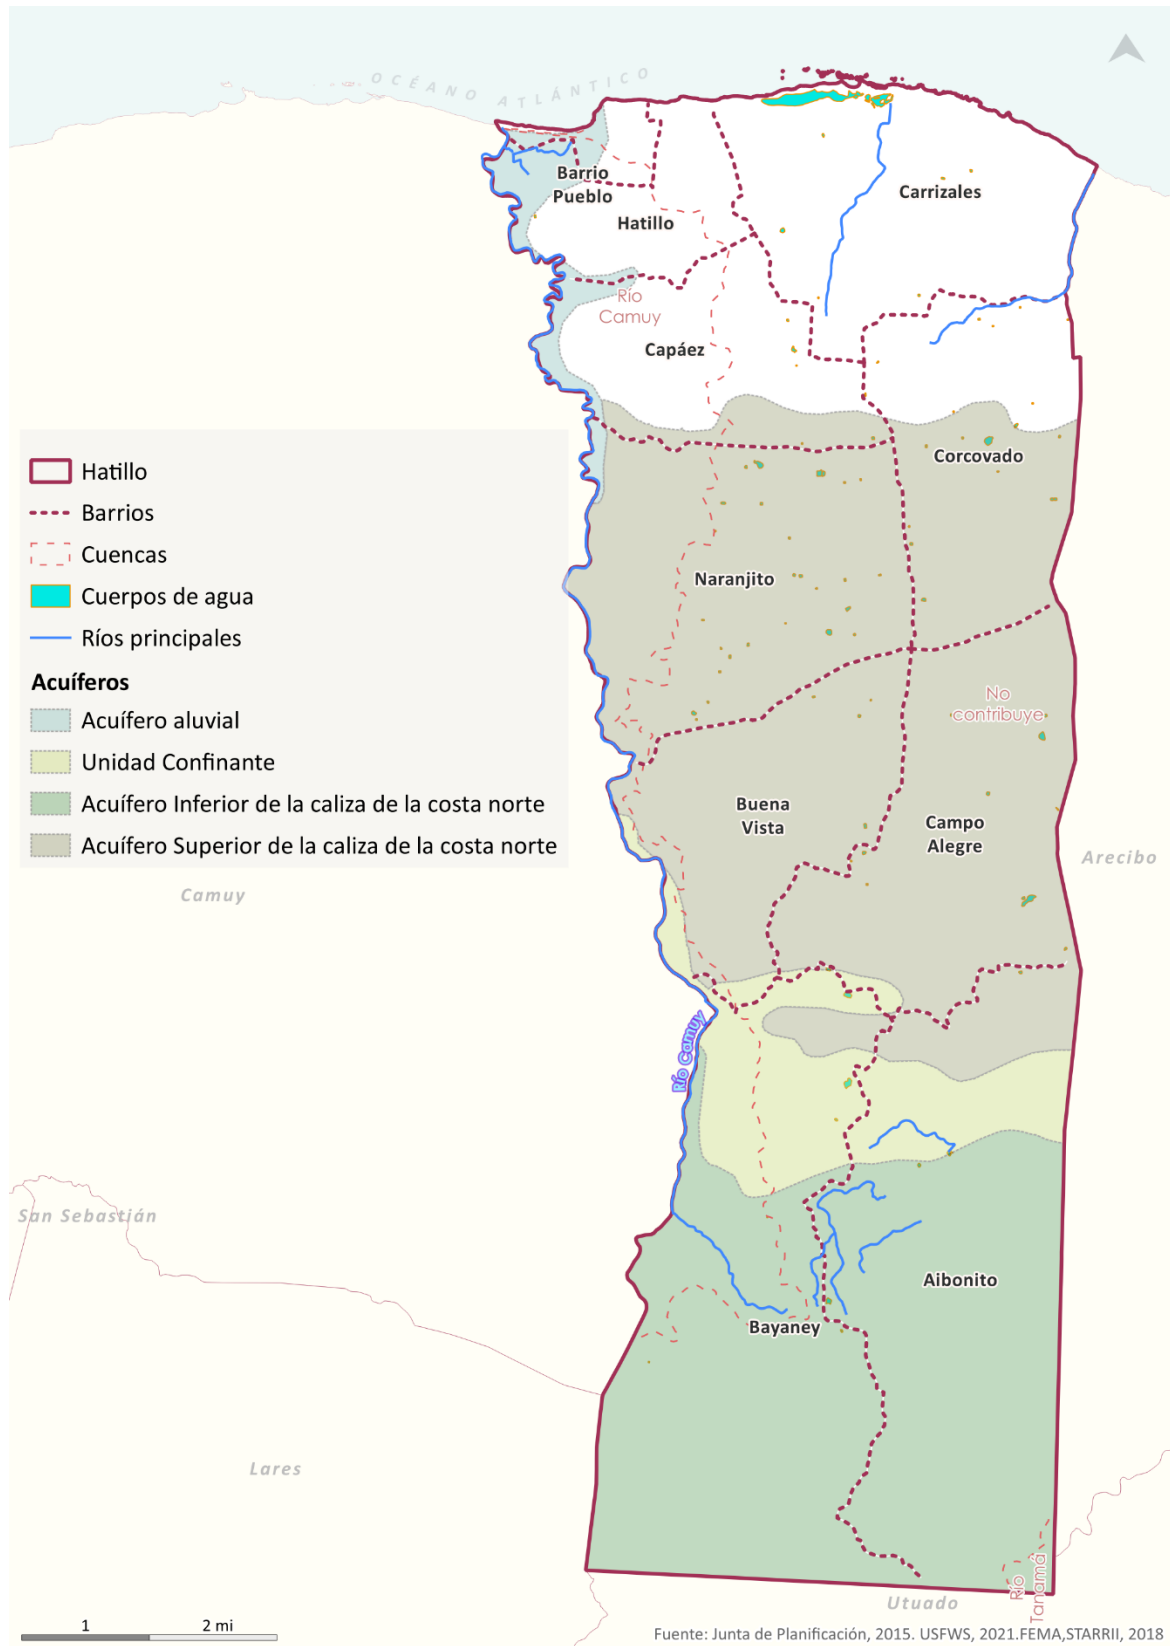 OCÉANO ATLÁNTICO
Barrio
Pueblo
Carrizales
Hatillo
Río
Camuy
Capáez
Corcovado
Hatillo
Barrios
Cuencas
Cuerpos de agua
Ríos principales
Acuíferos
Acuífero aluvial
Unidad Confinante
Acuífero Inferior de la caliza de la costa norte
Acuífero Superior de la caliza de la costa norte
Naranjito
No
contribuye
Buena
Vista
Campo
Alegre
Arecibo
Camuy
Río Camuy
San Sebastián
Aibonito
Bayaney
Lares
Río
Tanamá
Utuado
1 2 mi
Fuente: Junta de Planificación, 2015. USFWS, 2021.FEMA,STARRII, 2018